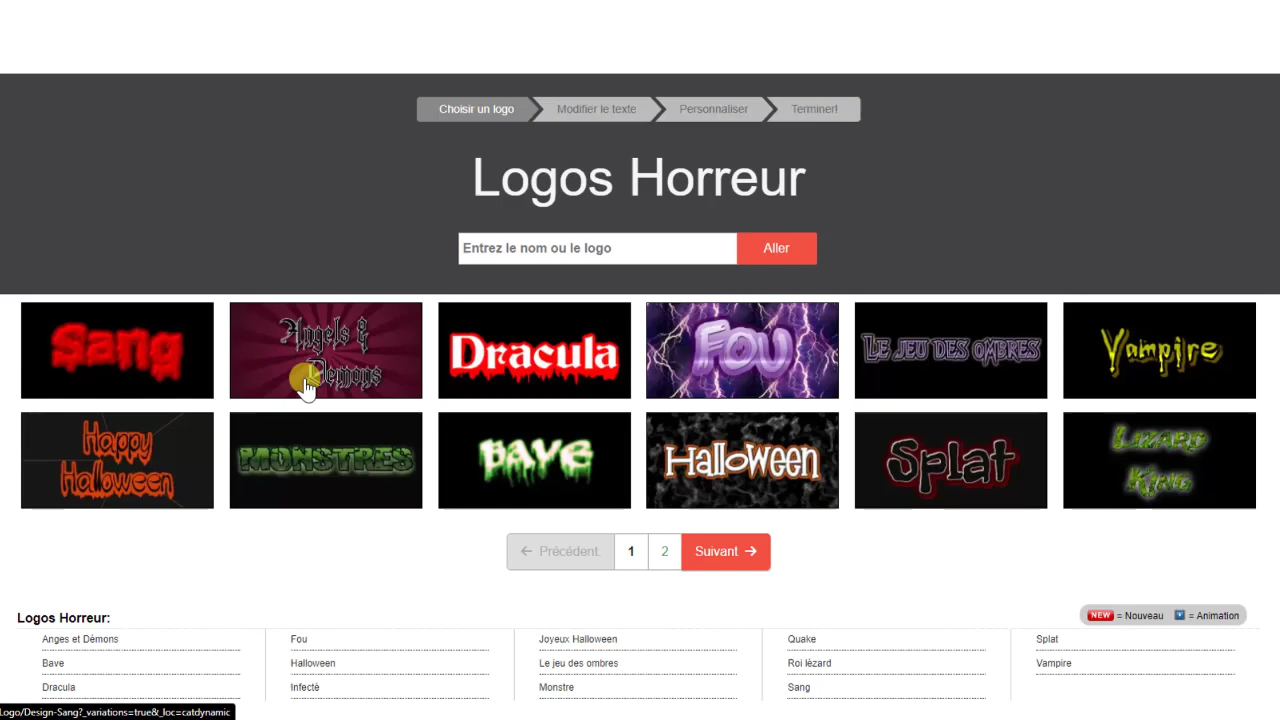 Choisir un logo
Modifier le texte
Personnaliser
Terminer!
Logos Horreur
Entrez le nom ou le logo
Aller
Sang
Angels &
Demons
Dracula
Fou
Le jeu des ombres
Vampire
Happy
Halloween
MONSTRES
BAVE
Halloween
Splat
Lizard
King
← Précédent
1
2
Suivant →
Logos Horreur:
NEW = Nouveau
= Animation
Anges et Démons
Fou
Joyeux Halloween
Quake
Splat
Bave
Halloween
Le jeu des ombres
Roi lézard
Vampire
Dracula
Infecté
Monstre
Sang
Logo/Design-Sang?_variations=true&_loc=catdynamic